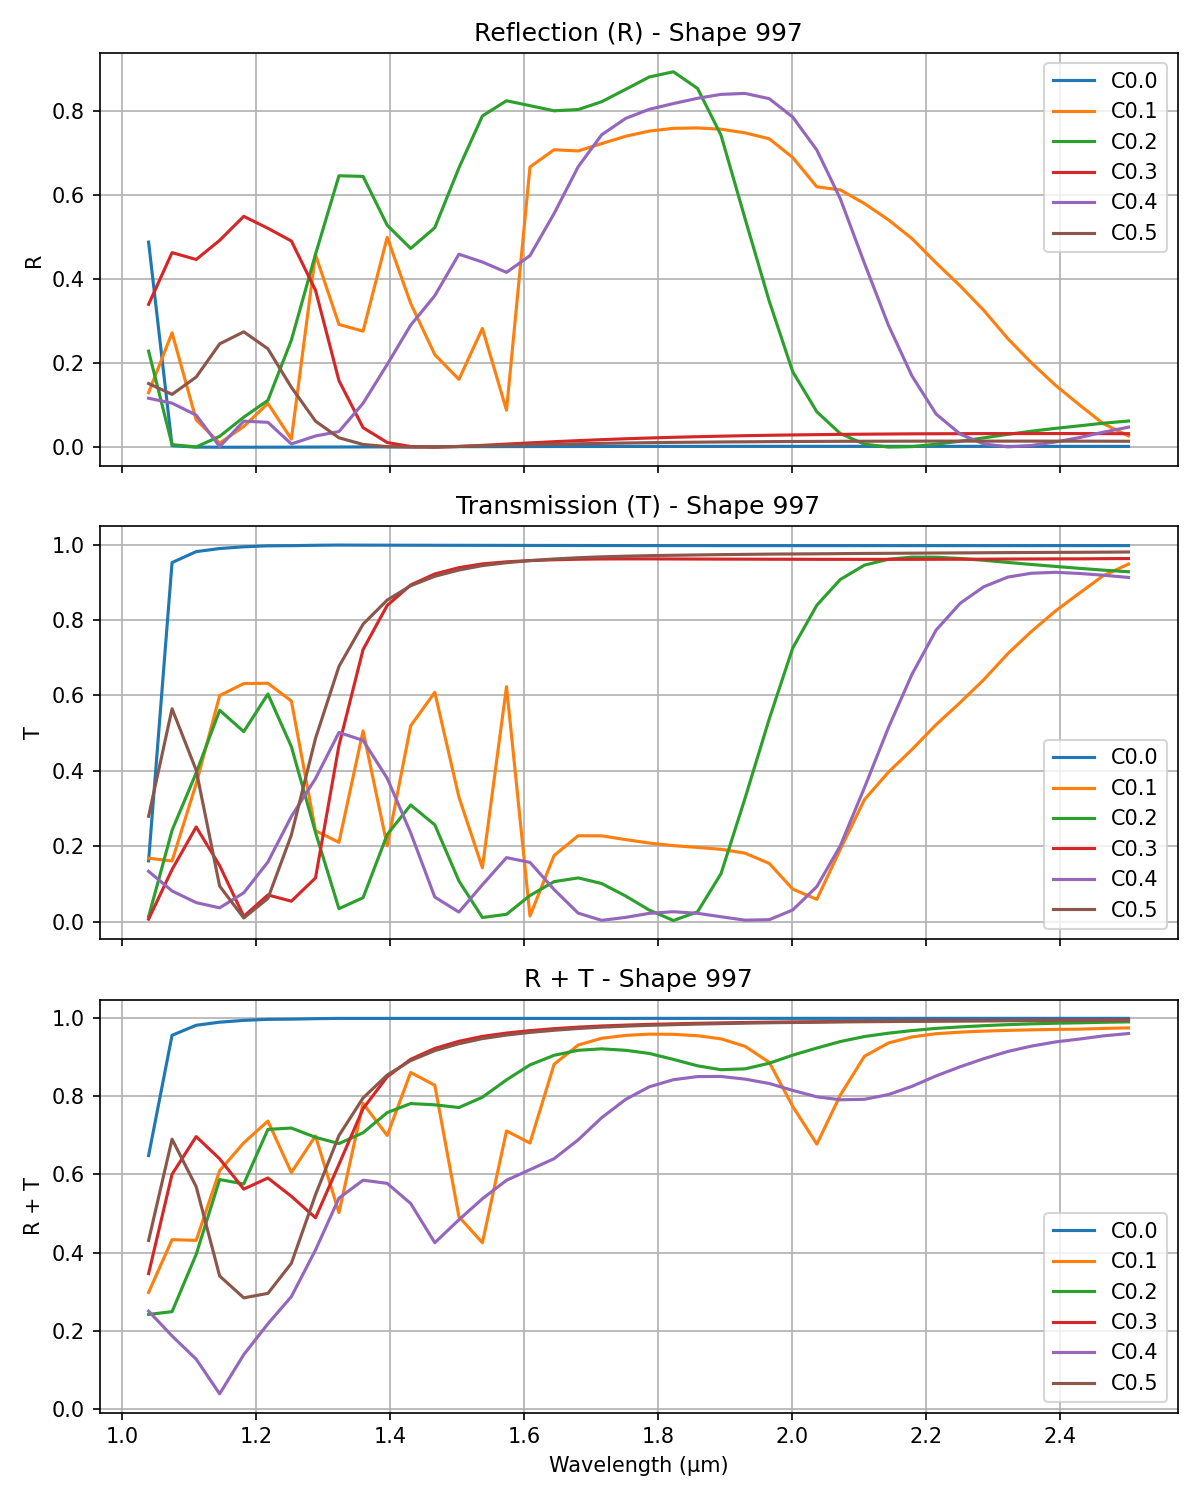 Reflection (R) - Shape 997
R
0.8
0.6
0.4
0.2
0.0
C0.0
C0.1
C0.2
C0.3
C0.4
C0.5
Transmission (T) - Shape 997
T
1.0
0.8
0.6
0.4
0.2
0.0
C0.0
C0.1
C0.2
C0.3
C0.4
C0.5
R + T - Shape 997
R + T
1.0
0.8
0.6
0.4
0.2
0.0
C0.0
C0.1
C0.2
C0.3
C0.4
C0.5
1.0 1.2 1.4 1.6 1.8 2.0 2.2 2.4
Wavelength (μm)